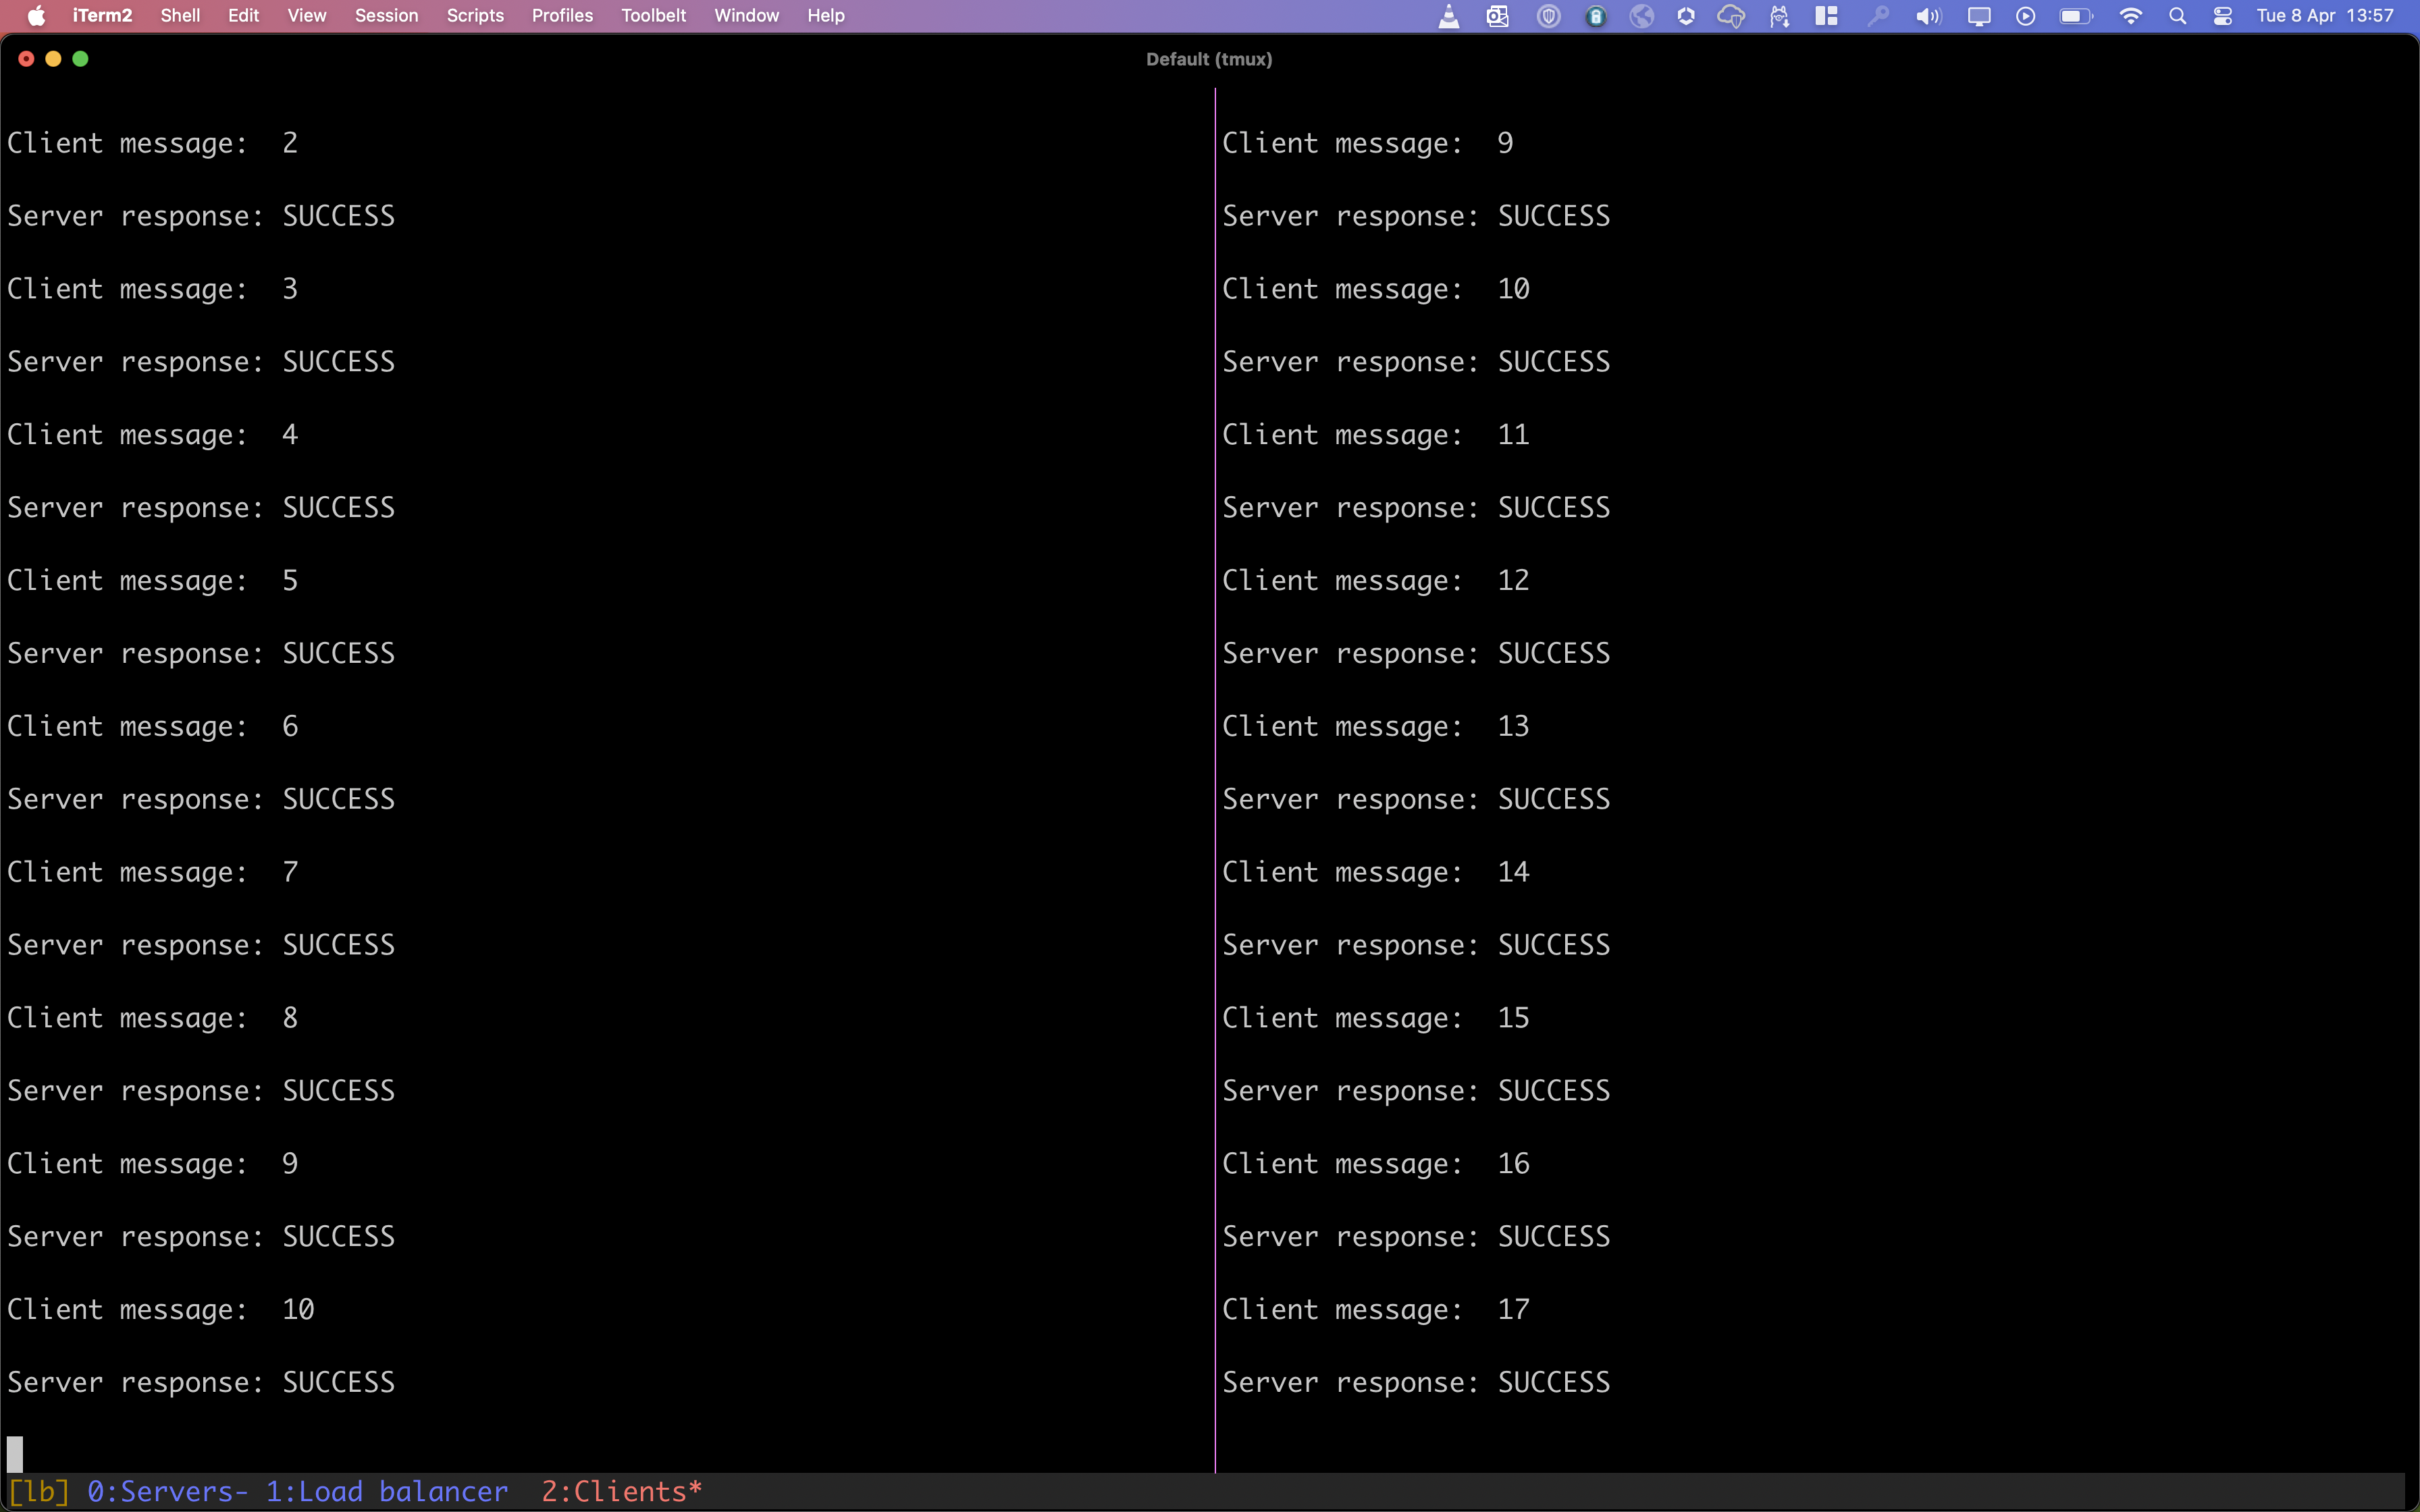 iTerm2 Shell Edit View Session Scripts Profiles Toolbelt Window Help Tue 8 Apr 13:57
Default (tmux)
Client message:  2
Server response: SUCCESS
Client message:  3
Server response: SUCCESS
Client message:  4
Server response: SUCCESS
Client message:  5
Server response: SUCCESS
Client message:  6
Server response: SUCCESS
Client message:  7
Server response: SUCCESS
Client message:  8
Server response: SUCCESS
Client message:  9
Server response: SUCCESS
Client message:  10
Server response: SUCCESS
Client message:  9
Server response: SUCCESS
Client message:  10
Server response: SUCCESS
Client message:  11
Server response: SUCCESS
Client message:  12
Server response: SUCCESS
Client message:  13
Server response: SUCCESS
Client message:  14
Server response: SUCCESS
Client message:  15
Server response: SUCCESS
Client message:  16
Server response: SUCCESS
Client message:  17
Server response: SUCCESS
[lb] 0:Servers- 1:Load balancer  2:Clients*